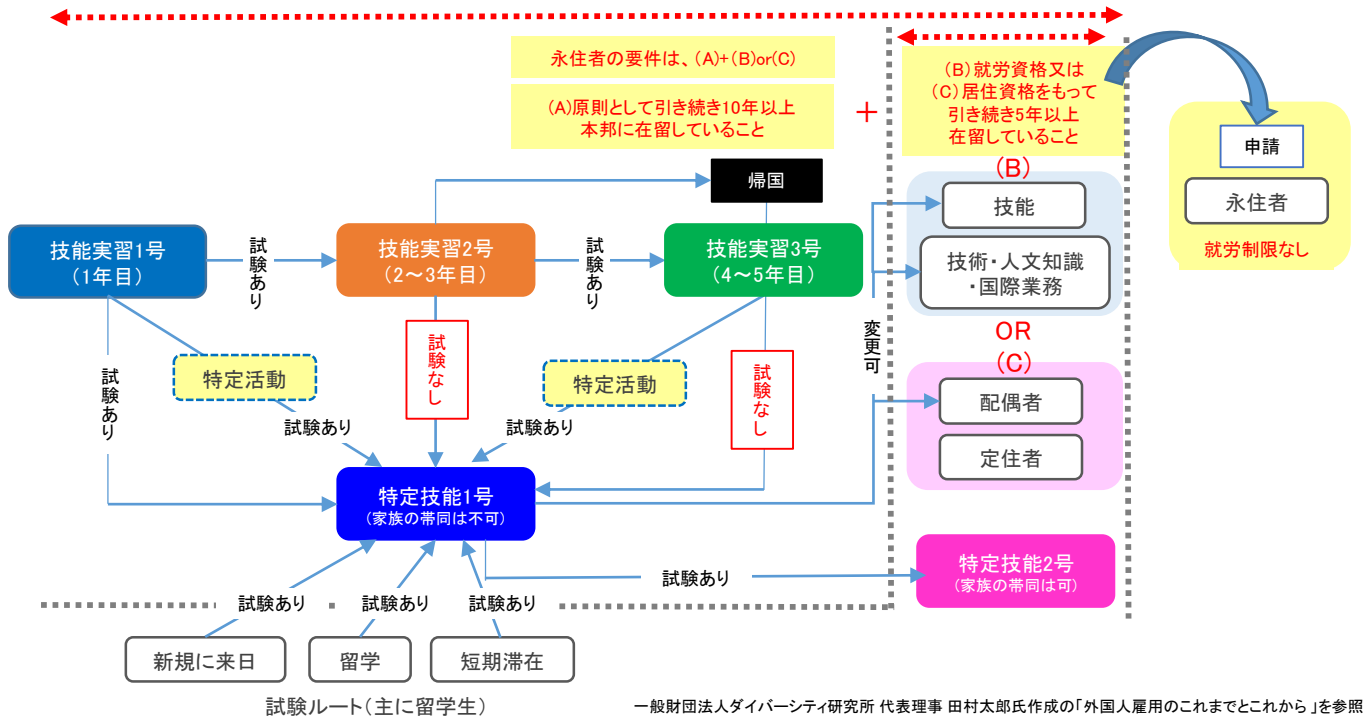 永住者の要件は、(A)+(B)or(C)
(A)原則として引き続き10年以上
本邦に在留していること
+
(B)就労資格又は
(C)居住資格をもって
引き続き5年以上
在留していること
申請
永住者
就労制限なし
帰国
(B)
技能
技術・人文知識
・国際業務
OR
(C)
配偶者
定住者
技能実習1号
(1年目)
試験あり
技能実習2号
(2～3年目)
試験あり
技能実習3号
(4～5年目)
変更可
試験あり
特定活動
試験あり
試験なし
特定活動
試験あり
試験なし
特定技能1号
(家族の帯同は不可)
試験あり
特定技能2号
(家族の帯同は可)
試験あり
試験あり
試験あり
新規に来日
留学
短期滞在
試験ルート(主に留学生)
一般財団法人ダイバーシティ研究所 代表理事 田村太郎氏作成の「外国人雇用のこれまでとこれから」を参照